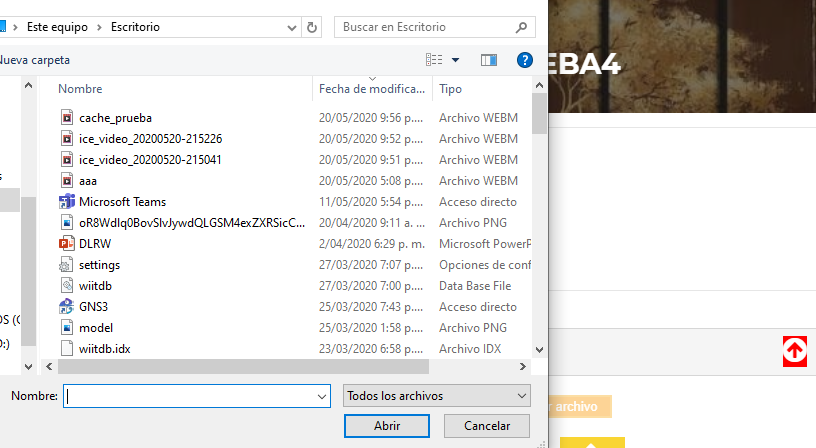 Este equipo > Escritorio
Buscar en Escritorio
Nueva carpeta
?
EBA4
Nombre Fecha de modifica... Tipo
cache_prueba 20/05/2020 9:56 p.... Archivo WEBM
ice_video_20200520-215226 20/05/2020 9:52 p.... Archivo WEBM
ice_video_20200520-215041 20/05/2020 9:51 p.... Archivo WEBM
aaa 20/05/2020 5:08 p.... Archivo WEBM
Microsoft Teams 11/05/2020 5:54 p.... Acceso directo
oR8WdIq0BovSlvJywdQLGSM4exZXRSicC... 20/04/2020 9:11 a.... Archivo PNG
DLRW 2/04/2020 6:29 p. m. Microsoft PowerP
settings 27/03/2020 7:07 p.... Opciones de conf
wiitdb 27/03/2020 7:00 p.... Data Base File
GNS3 25/03/2020 7:43 p.... Acceso directo
model 25/03/2020 1:58 p.... Archivo PNG
wiitdb.idx 23/03/2020 6:58 p.... Archivo IDX
s
OS (C
D:)
Nombre:
Todos los archivos
Abrir
Cancelar
r archivo